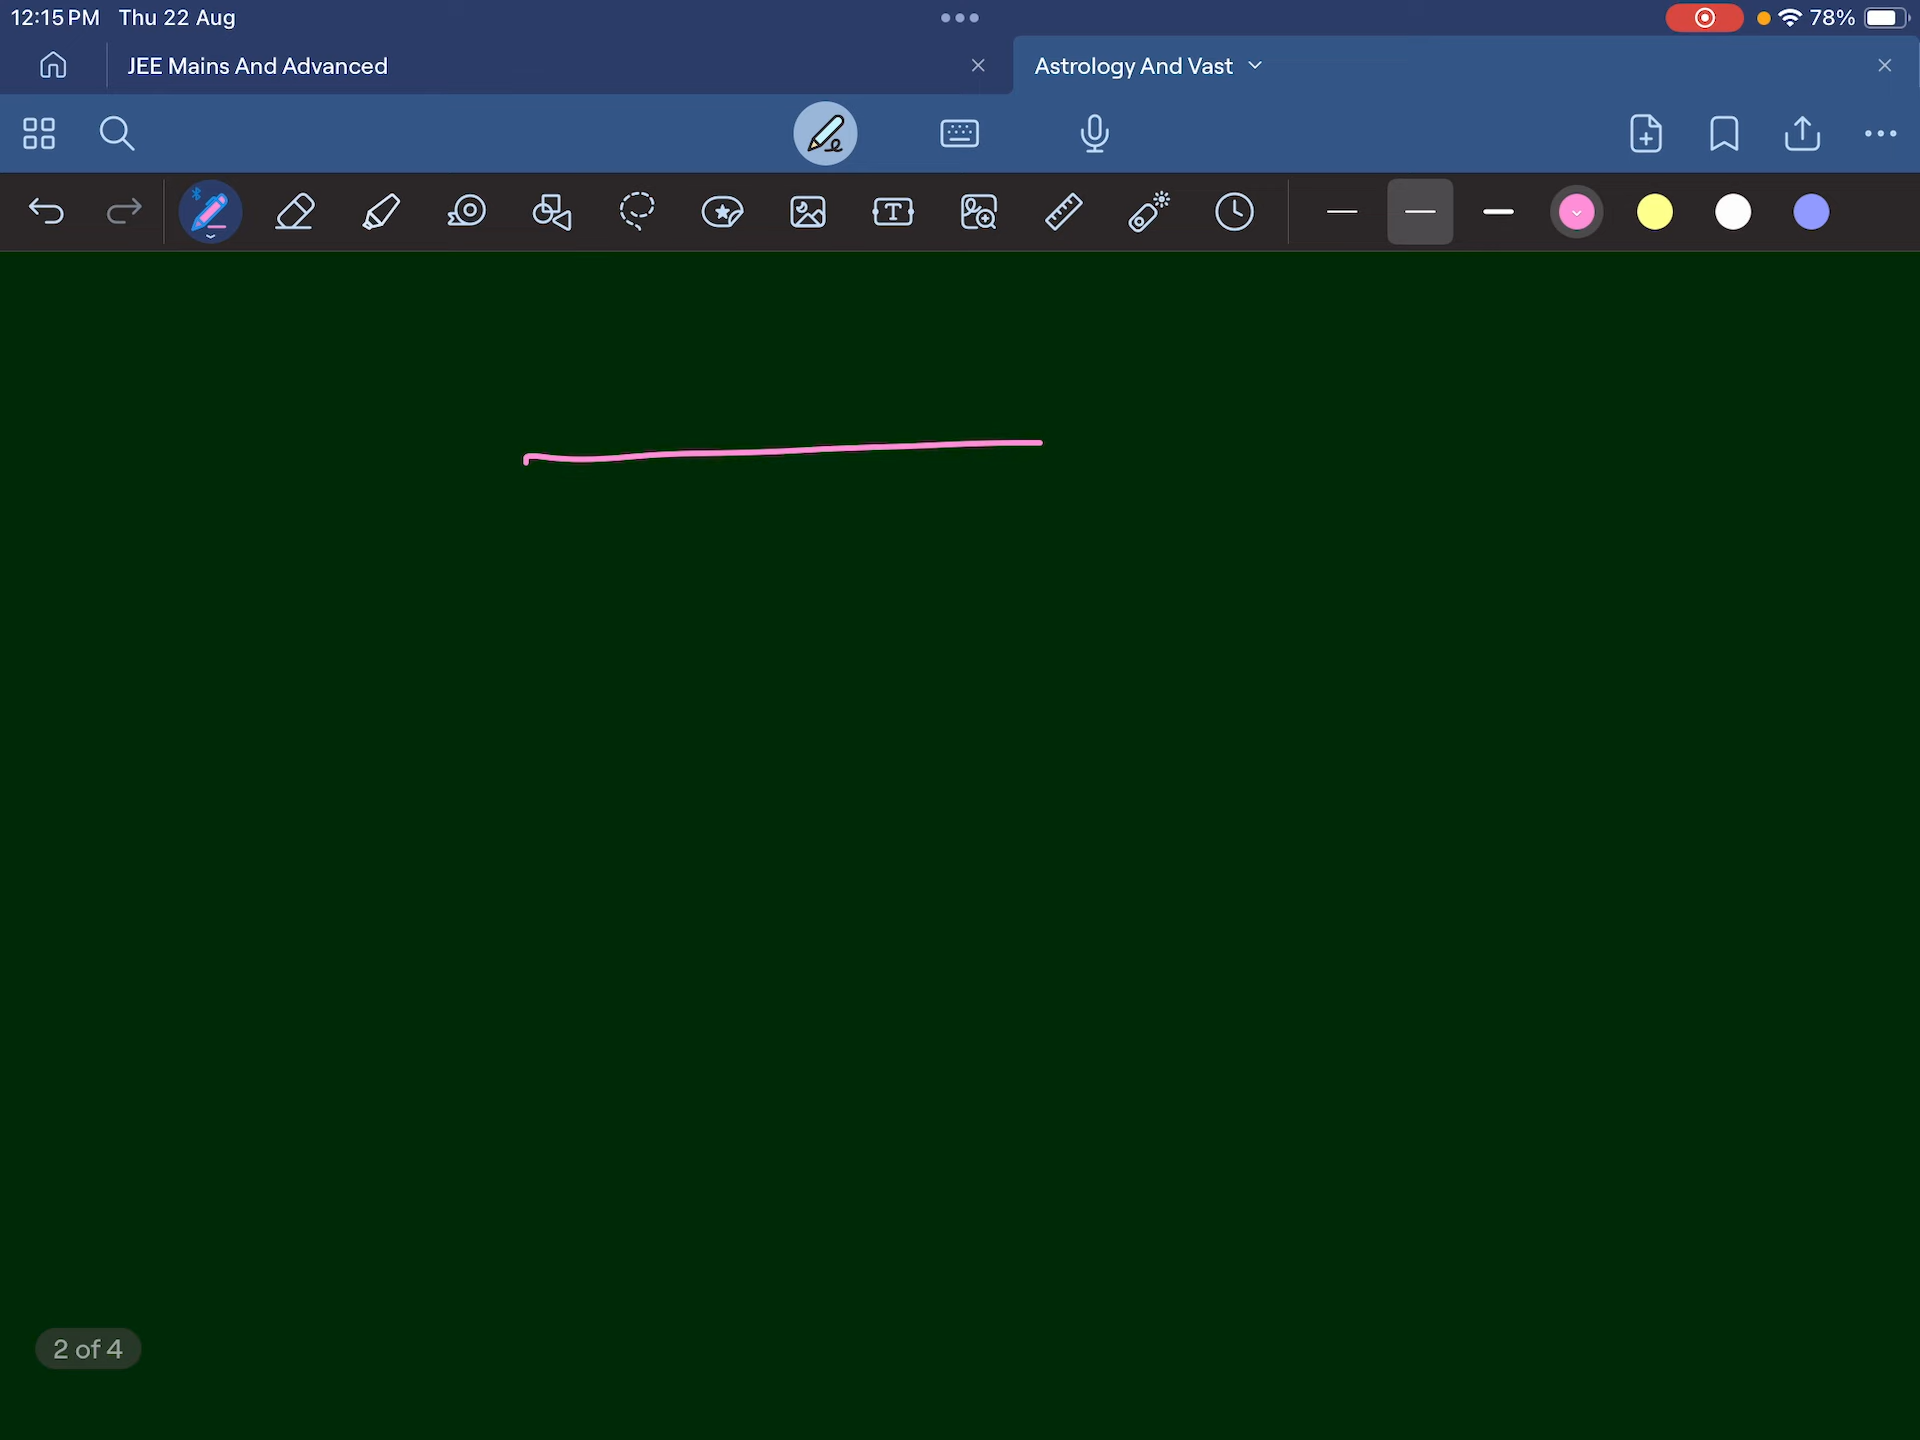 12:15 PM Thu 22 Aug 78%
JEE Mains And Advanced Astrology And Vast
2 of 4